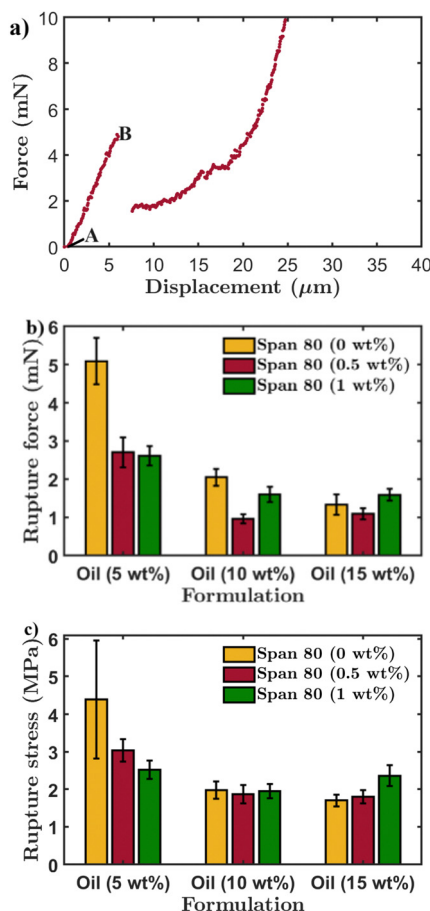 a)
10
8
6
4
2
0
Force (mN)
B
A
0 5 10 15 20 25 30 35 40
Displacement (μm)
b)
6
5
4
3
2
1
0
Rupture force (mN)
Span 80 (0 wt%)
Span 80 (0.5 wt%)
Span 80 (1 wt%)
Oil (5 wt%) Oil (10 wt%) Oil (15 wt%)
Formulation
c)
6
5
4
3
2
1
0
Rupture stress (MPa)
Span 80 (0 wt%)
Span 80 (0.5 wt%)
Span 80 (1 wt%)
Oil (5 wt%) Oil (10 wt%) Oil (15 wt%)
Formulation